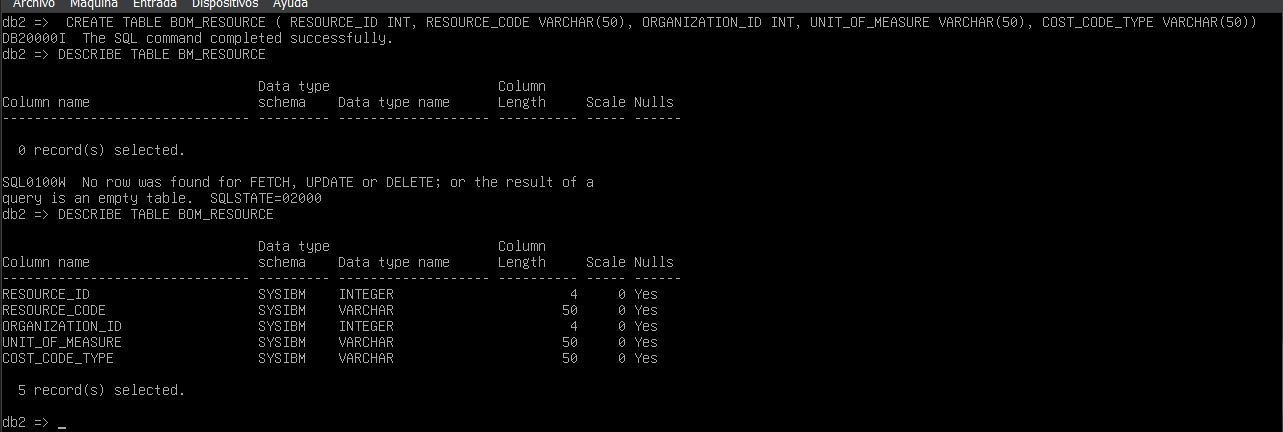 Archivo Máquina Entrada Dispositivos Ayuda
db2 =>  CREATE TABLE BOM_RESOURCE ( RESOURCE_ID INT, RESOURCE_CODE VARCHAR(50), ORGANIZATION_ID INT, UNIT_OF_MEASURE VARCHAR(50), COST_CODE_TYPE VARCHAR(50))
DB20000I  The SQL command completed successfully.
db2 => DESCRIBE TABLE BM_RESOURCE
                                Data type                     Column
Column name                     schema    Data type name      Length     Scale Nulls
------------------------------- --------- ------------------- ---------- ----- ------
  0 record(s) selected.
SQL0100W  No row was found for FETCH, UPDATE or DELETE; or the result of a
query is an empty table.  SQLSTATE=02000
db2 => DESCRIBE TABLE BOM_RESOURCE
                                Data type                     Column
Column name                     schema    Data type name      Length     Scale Nulls
------------------------------- --------- ------------------- ---------- ----- ------
RESOURCE_ID                     SYSIBM    INTEGER                      4     0 Yes
RESOURCE_CODE                   SYSIBM    VARCHAR                     50     0 Yes
ORGANIZATION_ID                 SYSIBM    INTEGER                      4     0 Yes
UNIT_OF_MEASURE                 SYSIBM    VARCHAR                     50     0 Yes
COST_CODE_TYPE                  SYSIBM    VARCHAR                     50     0 Yes
  5 record(s) selected.
db2 => _